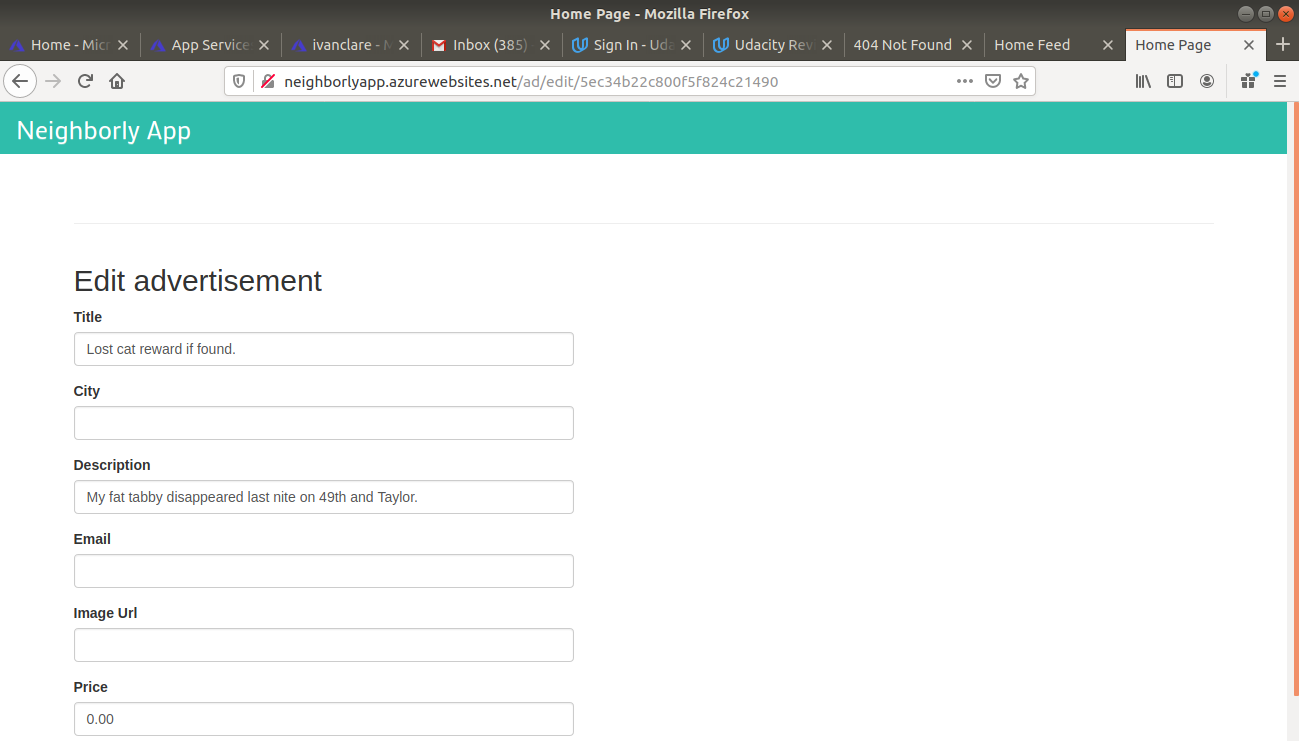 Home Page - Mozilla Firefox
Home - Micr
App Service
ivanclare - M
Inbox (385)
Sign In - Uda
Udacity Rev
404 Not Found
Home Feed
Home Page
neighborlyapp.azurewebsites.net/ad/edit/5ec34b22c800f5f824c21490
Neighborly App
Edit advertisement
Title
Lost cat reward if found.
City
Description
My fat tabby disappeared last nite on 49th and Taylor.
Email
Image Url
Price
0.00